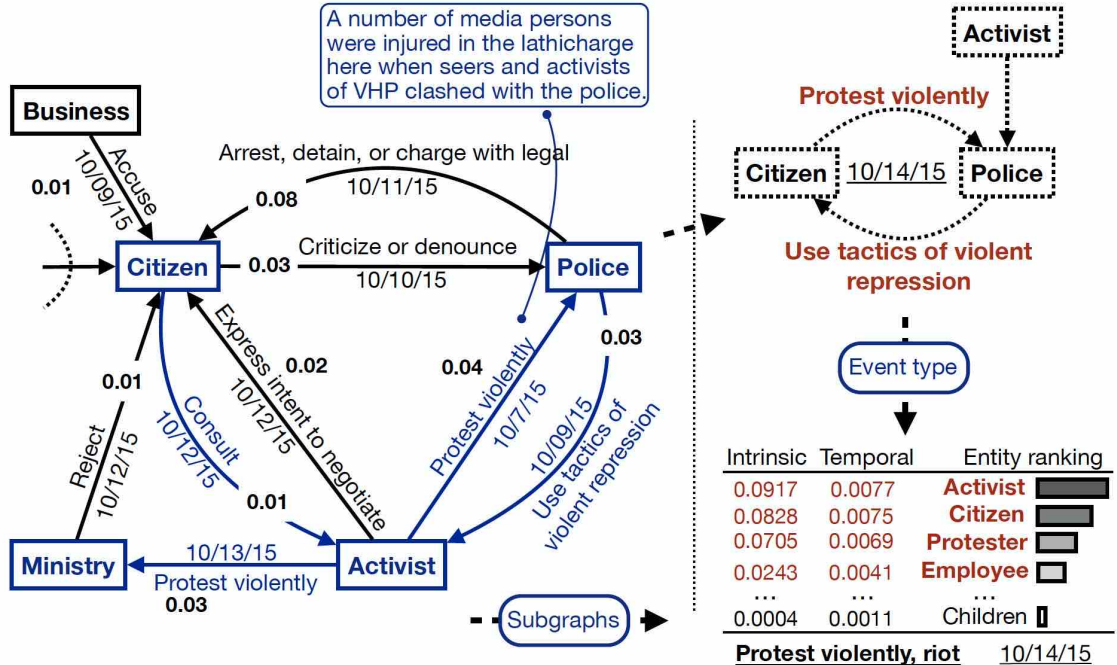 A number of media persons
were injured in the lathicharge
here when seers and activists
of VHP clashed with the police.
Business
Accuse
10/09/15
0.01
Arrest, detain, or charge with legal
10/11/15
0.08
Citizen
0.03
Criticize or denounce
10/10/15
Police
0.03
Express intent to negotiate
10/12/15
0.02
0.04
Protest violently
10/7/15
10/09/15
Use tactics of
violent repression
0.01
Reject
10/12/15
Consult
10/12/15
0.01
Ministry
10/13/15
Protest violently
0.03
Activist
Subgraphs
Activist
Protest violently
Citizen
10/14/15
Police
Use tactics of violent
repression
Event type
Intrinsic Temporal Entity ranking
0.0917 0.0077 Activist
0.0828 0.0075 Citizen
0.0705 0.0069 Protester
0.0243 0.0041 Employee
... ... ...
0.0004 0.0011 Children
Protest violently, riot 10/14/15